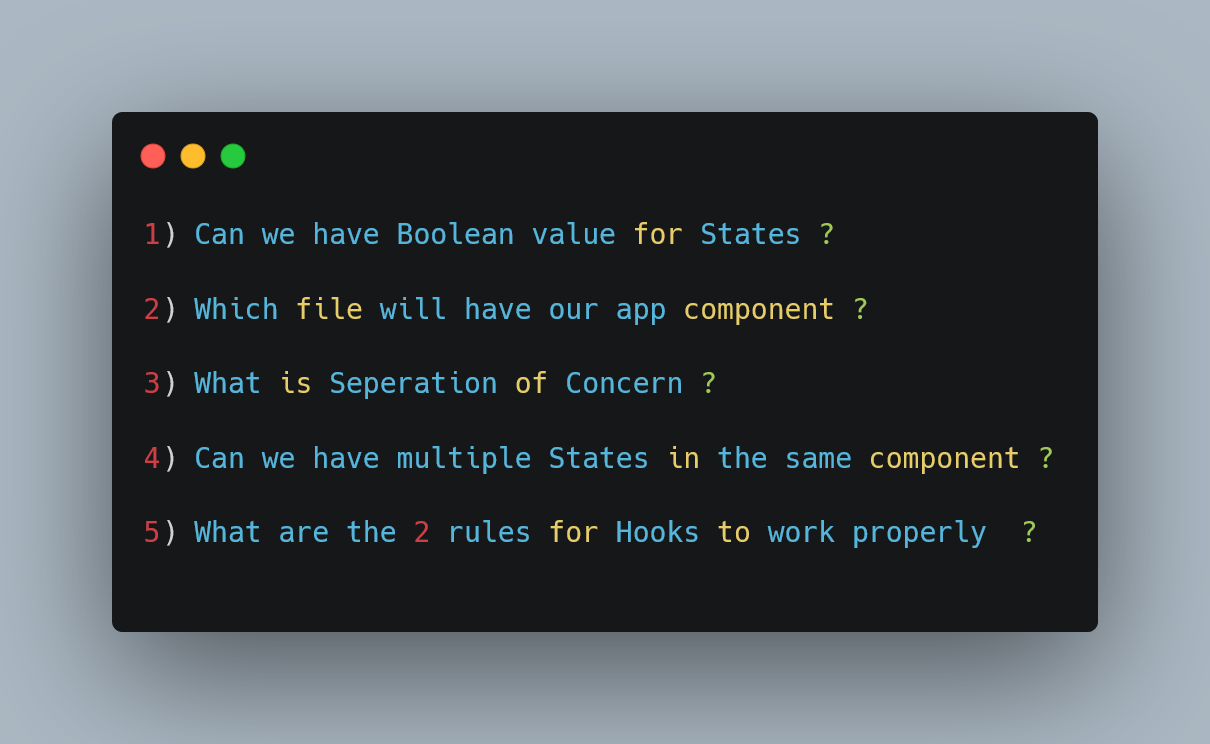 1) Can we have Boolean value for States ?
2) Which file will have our app component ?
3) What is Seperation of Concern ?
4) Can we have multiple States in the same component ?
5) What are the 2 rules for Hooks to work properly  ?